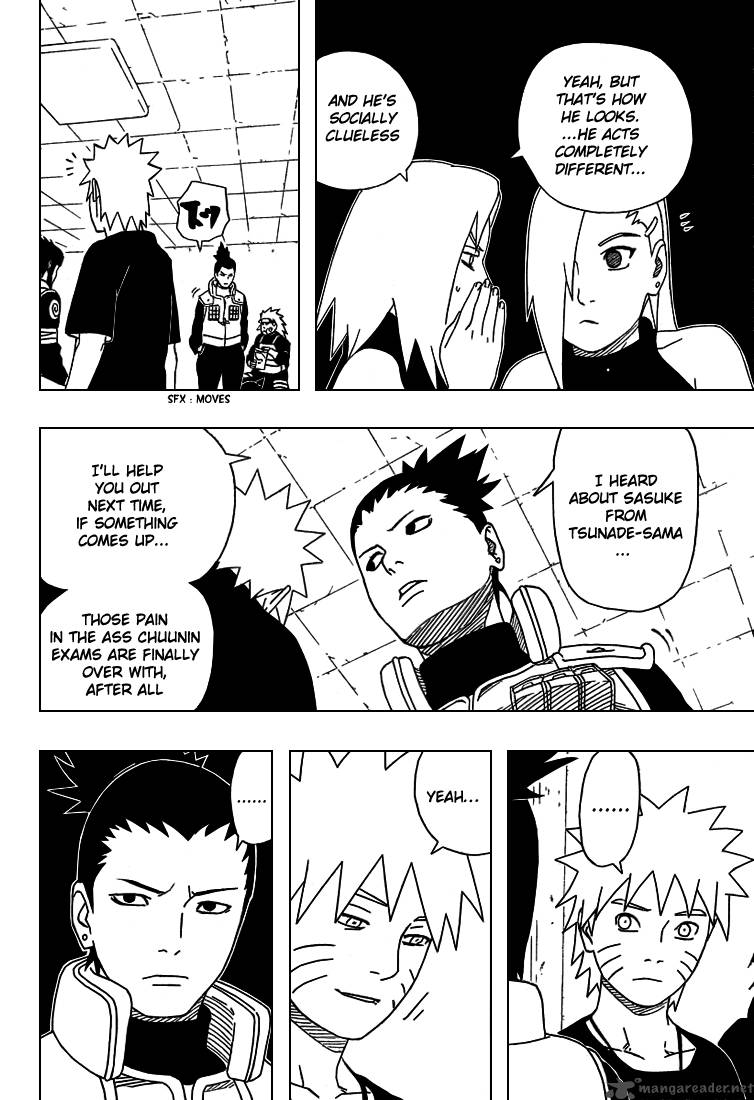 YEAH, BUT
THAT'S HOW
HE LOOKS.
...HE ACTS
COMPLETELY
DIFFERENT...
AND HE'S
SOCIALLY
CLUELESS
SFX : MOVES
I HEARD
ABOUT SASUKE
FROM
TSUNADE-SAMA
...
I'LL HELP
YOU OUT
NEXT TIME,
IF SOMETHING
COMES UP...
THOSE PAIN
IN THE ASS CHUUNIN
EXAMS ARE FINALLY
OVER WITH,
AFTER ALL
......
YEAH...
......
mangareader.net